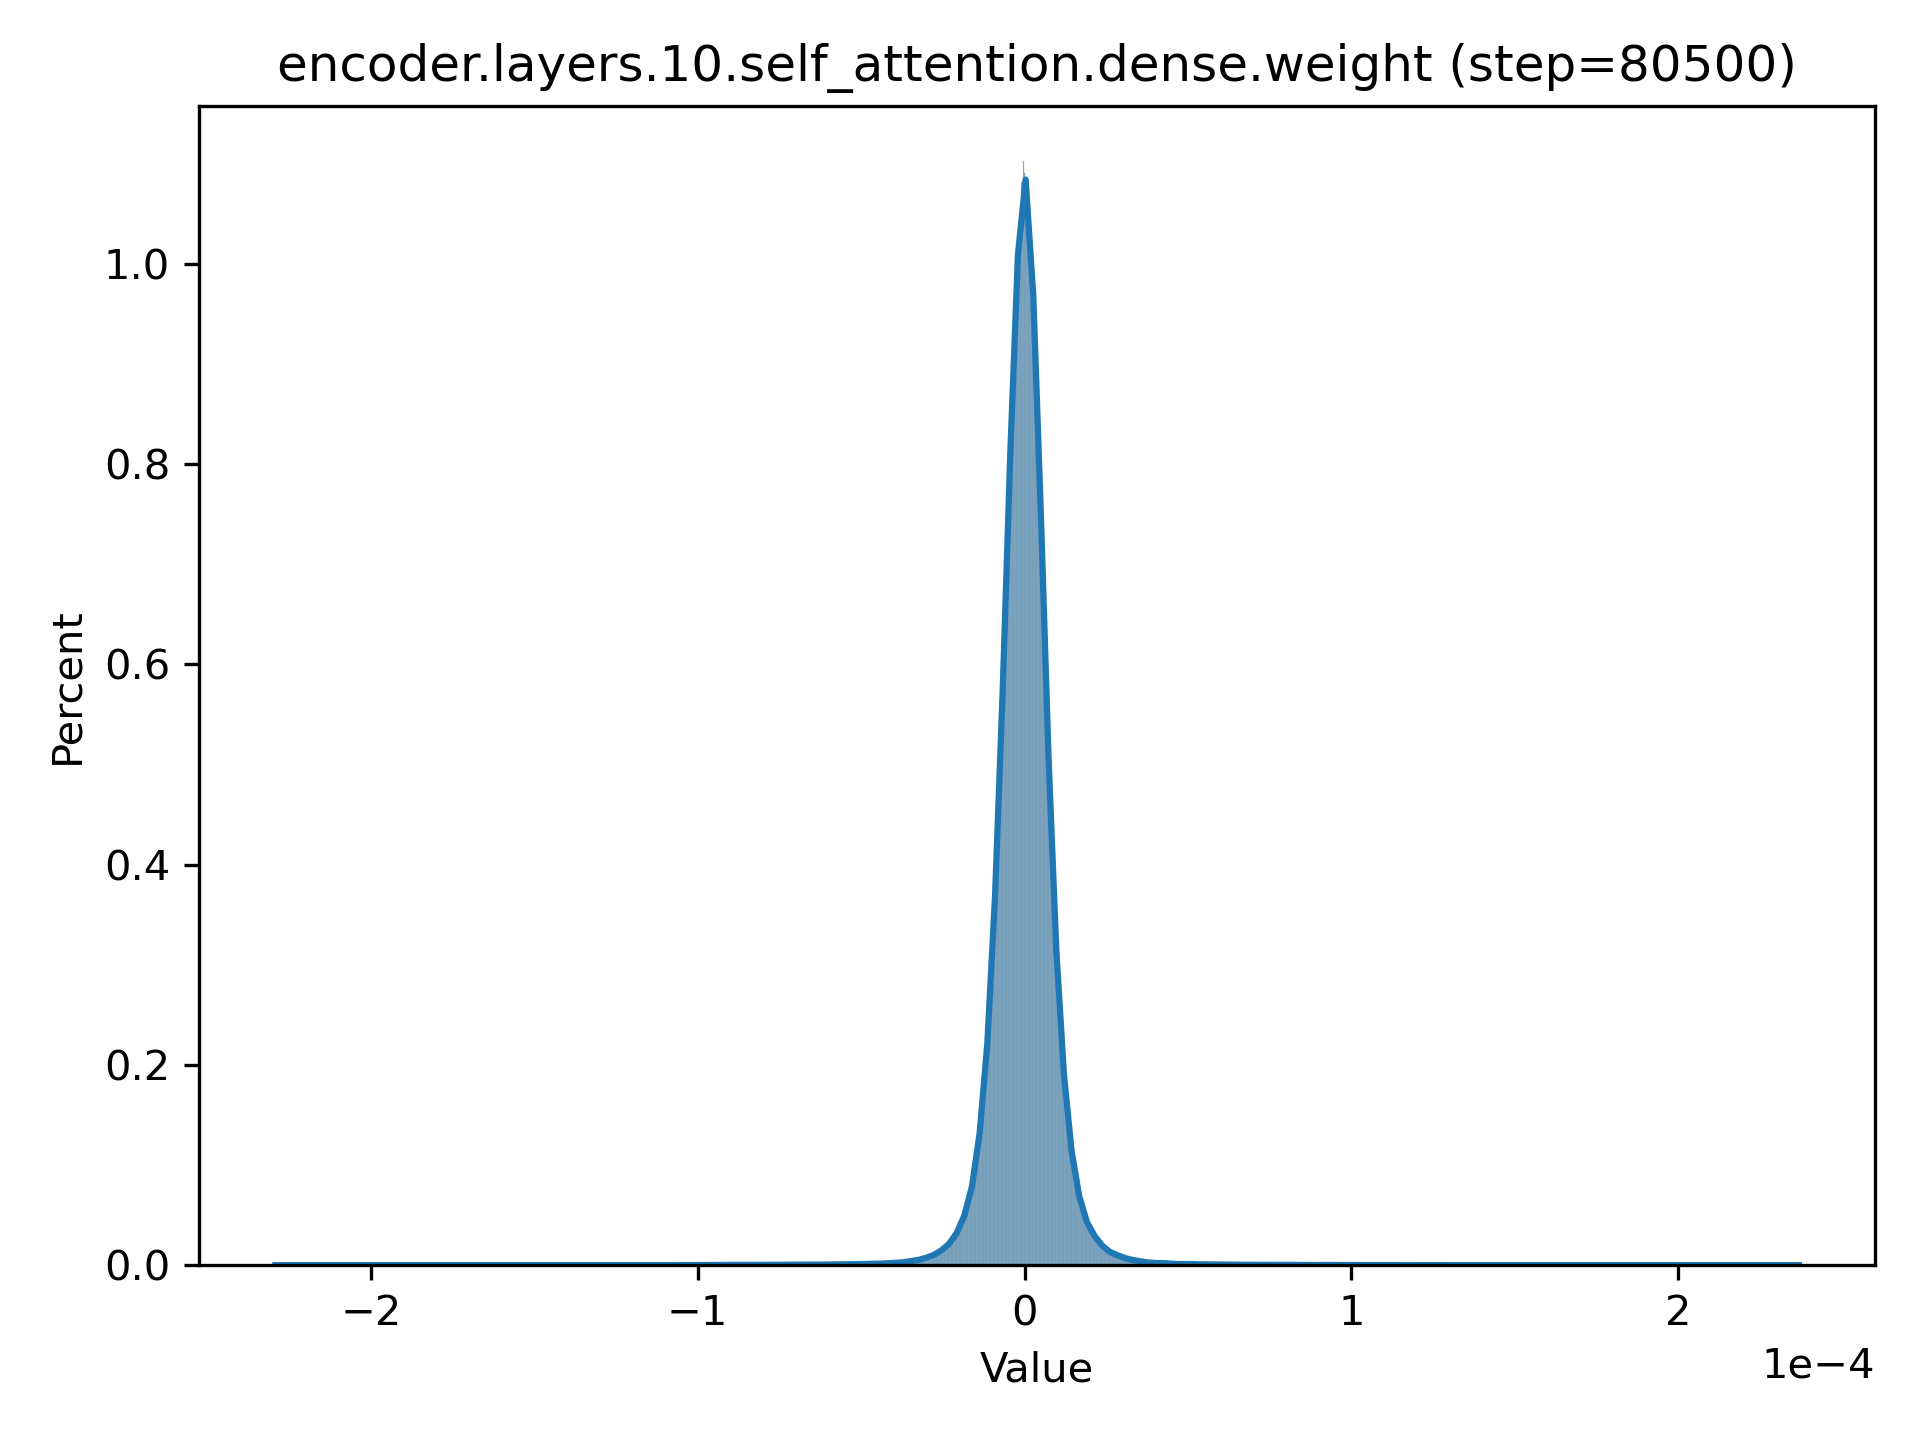 encoder.layers.10.self_attention.dense.weight (step=80500)
Percent
1.0
0.8
0.6
0.4
0.2
0.0
−2 −1 0 1 2
1e−4
Value